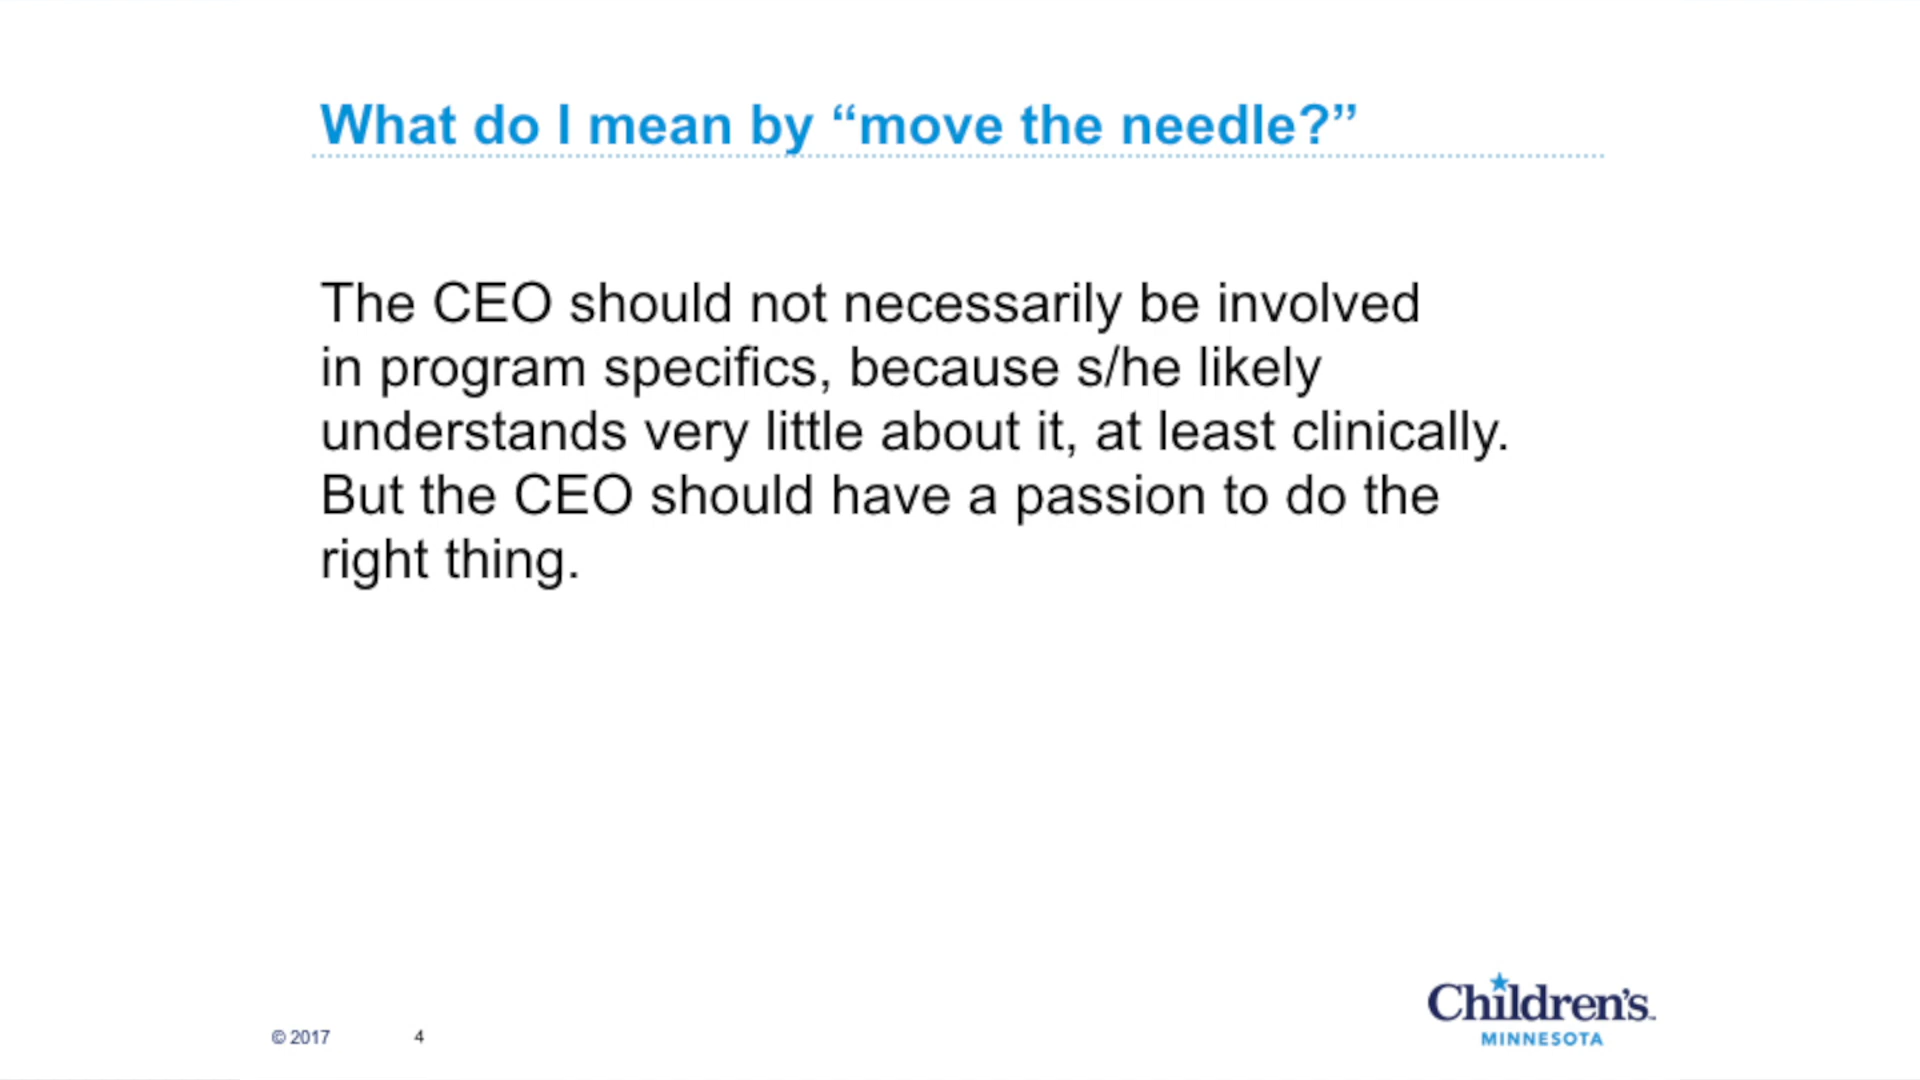 What do I mean by “move the needle?”
The CEO should not necessarily be involved
in program specifics, because s/he likely
understands very little about it, at least clinically.
But the CEO should have a passion to do the
right thing.
© 2017
4
Children's
MINNESOTA